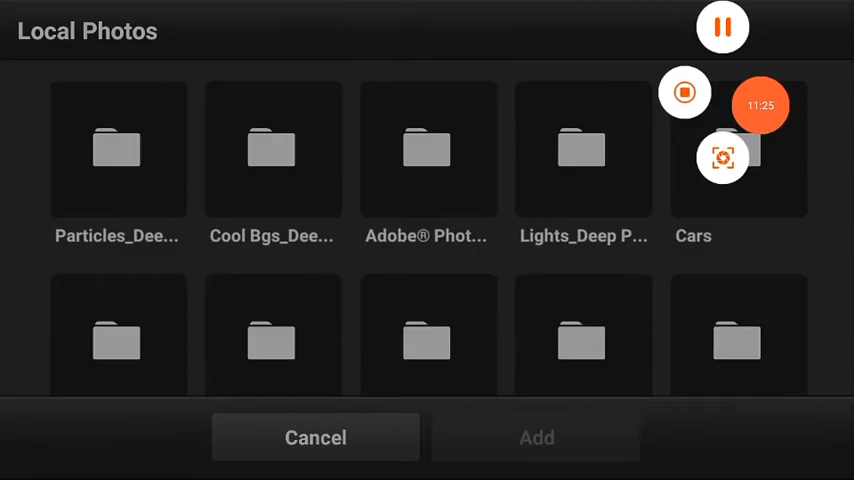 Local Photos
11:25
Particles_Dee...
Cool Bgs_Dee...
Adobe® Phot...
Lights_Deep P...
Cars
Cancel
Add